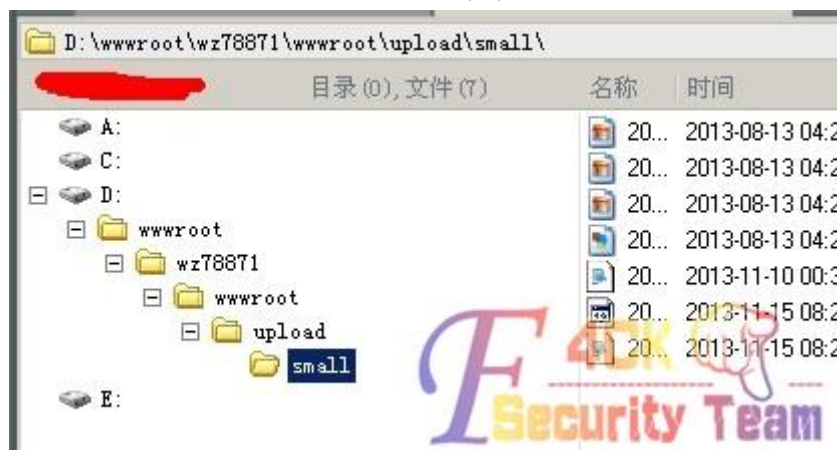 D:\wwwroot\wz78871\wwwroot\upload\small\
目录(0),文件(7)
名称
时间
A:
C:
D:
wwwroot
wz78871
wwwroot
upload
small
E:
20... 2013-08-13 04:2
20... 2013-08-13 04:2
20... 2013-08-13 04:2
20... 2013-08-13 04:2
20... 2013-11-10 00:3
20... 2013-11-15 08:2
20... 2013-11-15 08:2
F4CK
Security Team